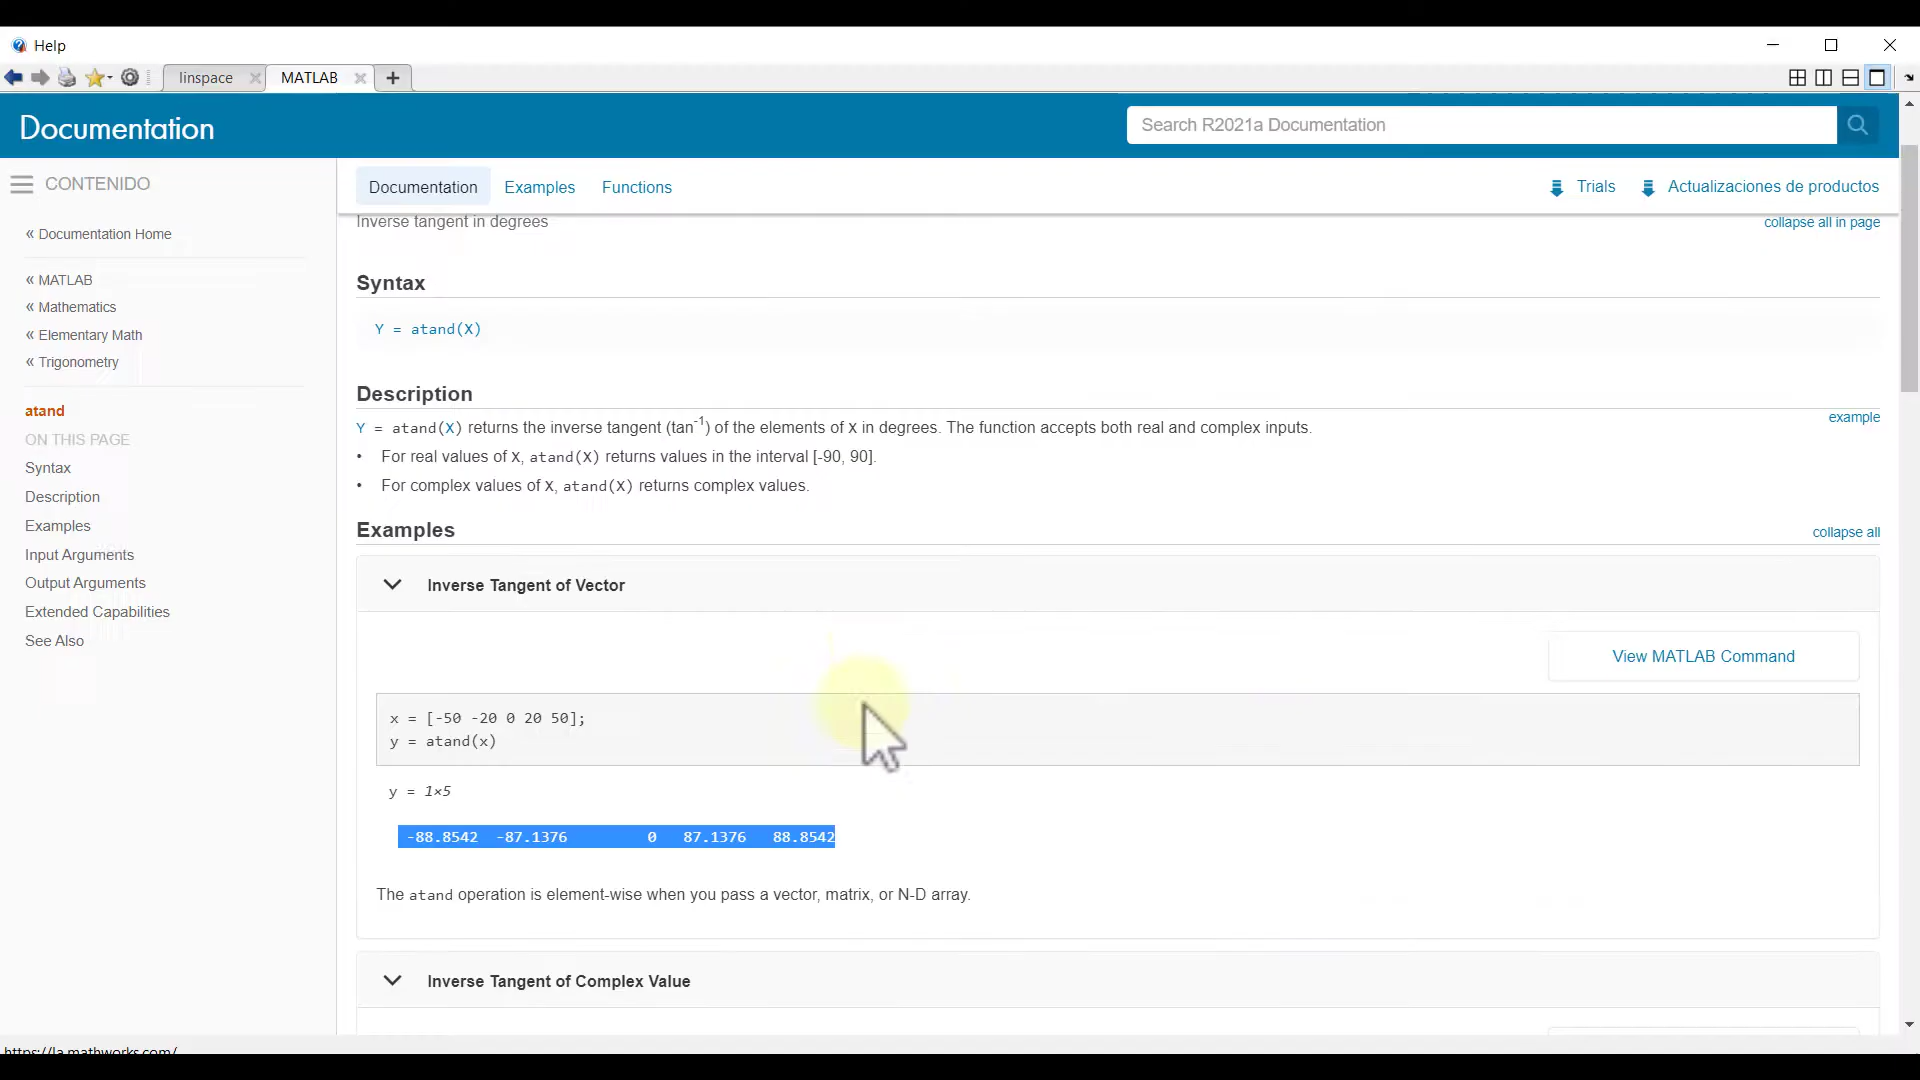 Help
linspace
MATLAB
Documentation
Search R2021a Documentation
CONTENIDO
Documentation Examples Functions
Trials
Actualizaciones de productos
« Documentation Home
« MATLAB
« Mathematics
« Elementary Math
« Trigonometry
atand
ON THIS PAGE
Syntax
Description
Examples
Input Arguments
Output Arguments
Extended Capabilities
See Also
Inverse tangent in degrees
collapse all in page
Syntax
Y = atand(X)
Description
example
Y = atand(X) returns the inverse tangent (tan⁻¹) of the elements of X in degrees. The function accepts both real and complex inputs.
• For real values of X, atand(X) returns values in the interval [-90, 90].
• For complex values of X, atand(X) returns complex values.
Examples
collapse all
Inverse Tangent of Vector
View MATLAB Command
x = [-50 -20 0 20 50];
y = atand(x)
y = 1×5
-88.8542 -87.1376 0 87.1376 88.8542
The atand operation is element-wise when you pass a vector, matrix, or N-D array.
Inverse Tangent of Complex Value
https://la.mathworks.com/